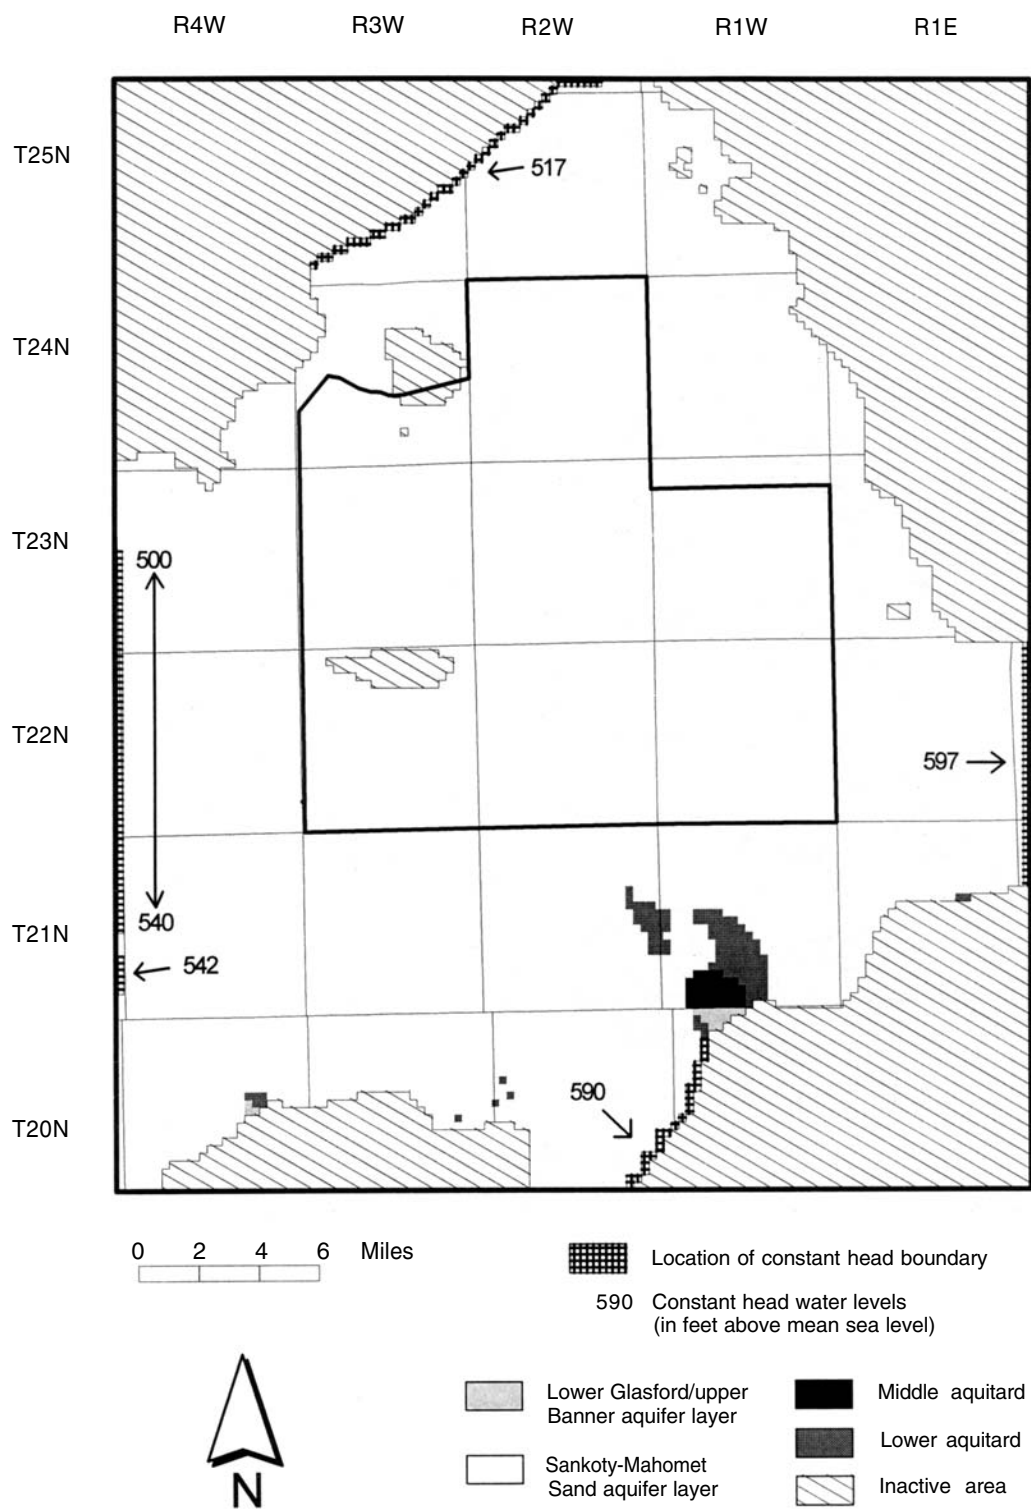 R4W R3W R2W R1W R1E
T25N
517
T24N
T23N
500
T22N
597
540
T21N
542
590
T20N
0 2 4 6 Miles
Location of constant head boundary
590 Constant head water levels
(in feet above mean sea level)
Lower Glasford/upper
Banner aquifer layer
Middle aquitard
Lower aquitard
Sankoty-Mahomet
Sand aquifer layer
Inactive area
N